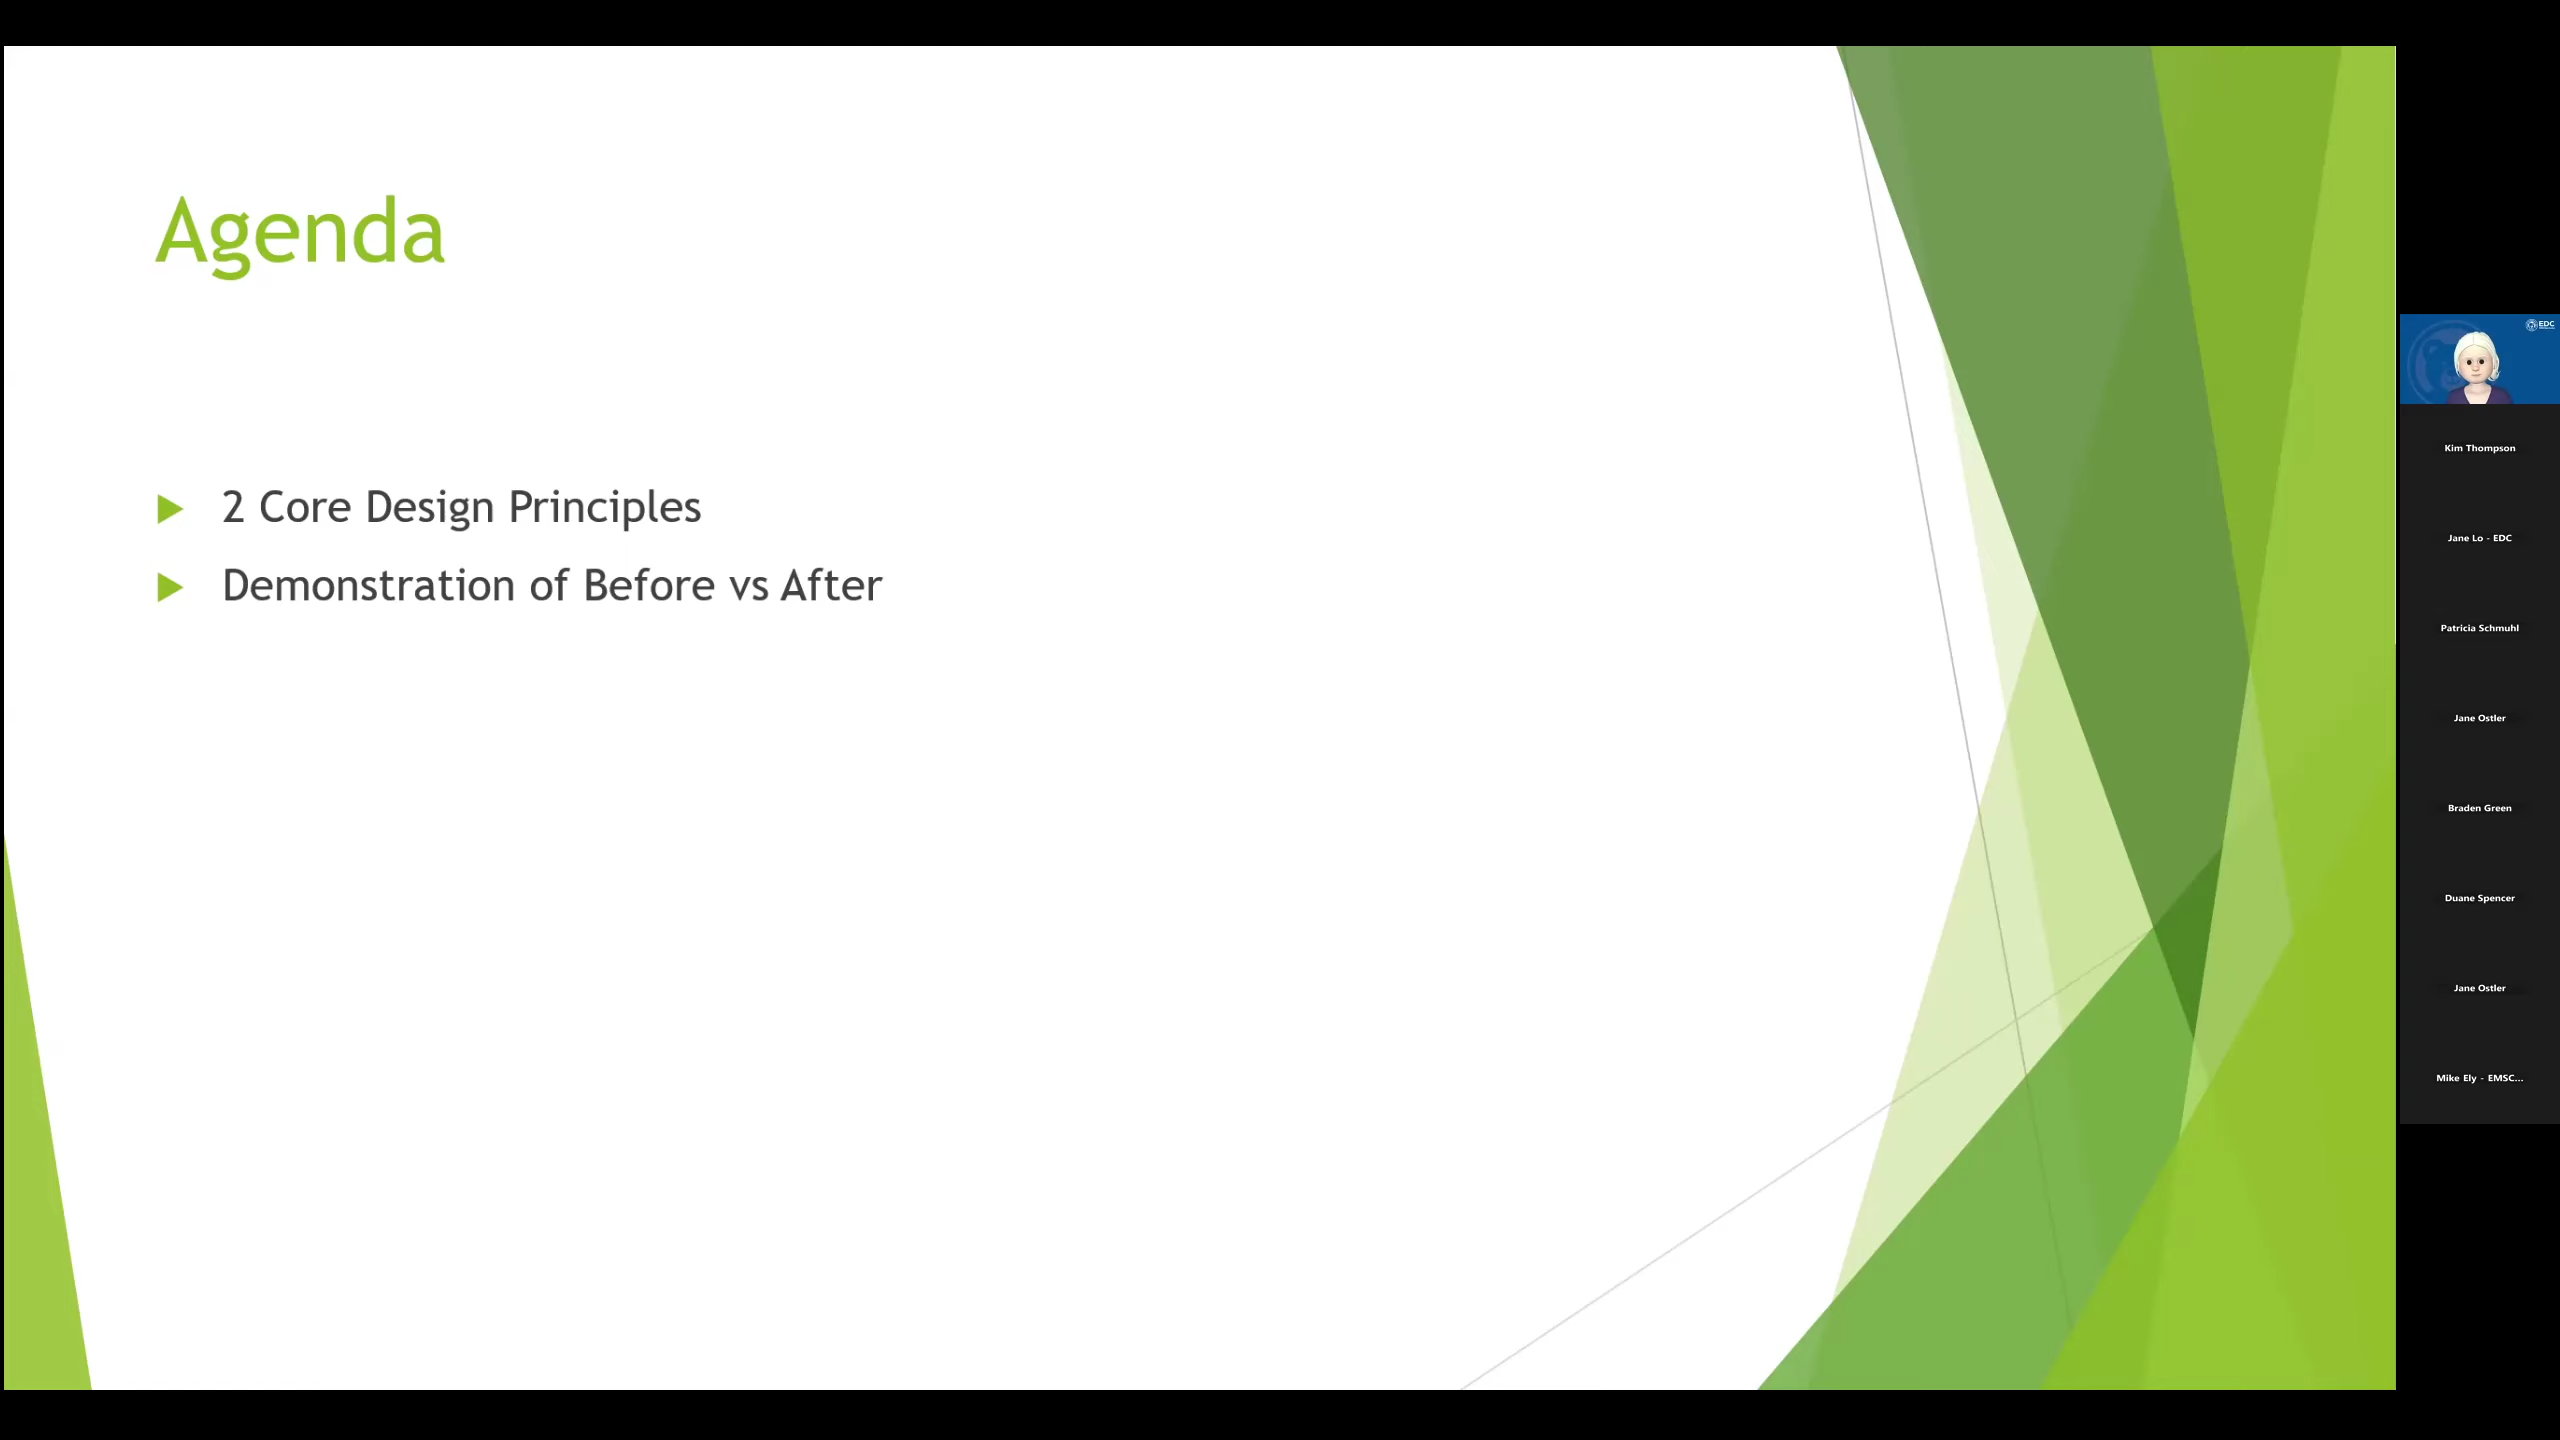 Agenda
2 Core Design Principles
Demonstration of Before vs After
EDC
Kim Thompson
Jane Lo - EDC
Patricia Schmuhl
Jane Ostler
Braden Green
Duane Spencer
Jane Ostler
Mike Ely - EMSC...